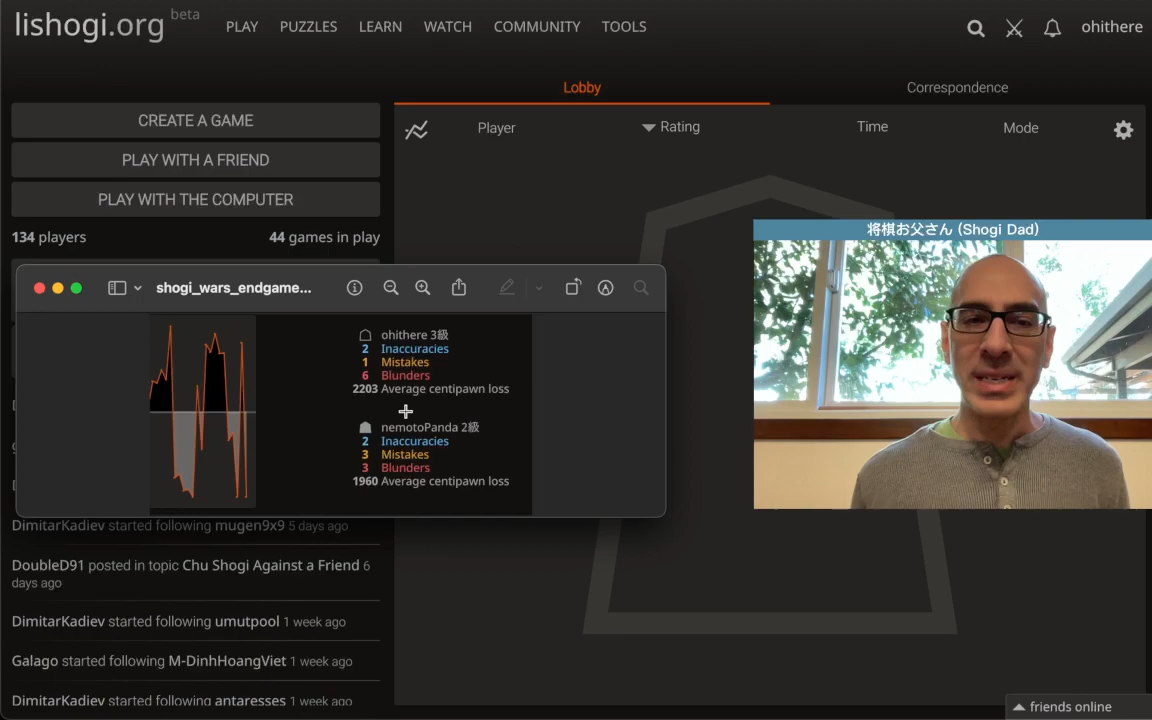 lishogi.org beta
PLAY PUZZLES LEARN WATCH COMMUNITY TOOLS
ohithere
Lobby
Correspondence
CREATE A GAME
PLAY WITH A FRIEND
PLAY WITH THE COMPUTER
134 players 44 games in play
Player Rating Time Mode
将棋お父さん (Shogi Dad)
shogi_wars_endgame...
ohithere 3級
2 Inaccuracies
1 Mistakes
6 Blunders
2203 Average centipawn loss
nemotoPanda 2級
2 Inaccuracies
3 Mistakes
3 Blunders
1960 Average centipawn loss
DimitarKadiev started following mugen9x9 5 days ago
DoubleD91 posted in topic Chu Shogi Against a Friend 6
days ago
DimitarKadiev started following umutpool 1 week ago
Galago started following M-DinhHoangViet 1 week ago
DimitarKadiev started following antaresses 1 week ago
friends online